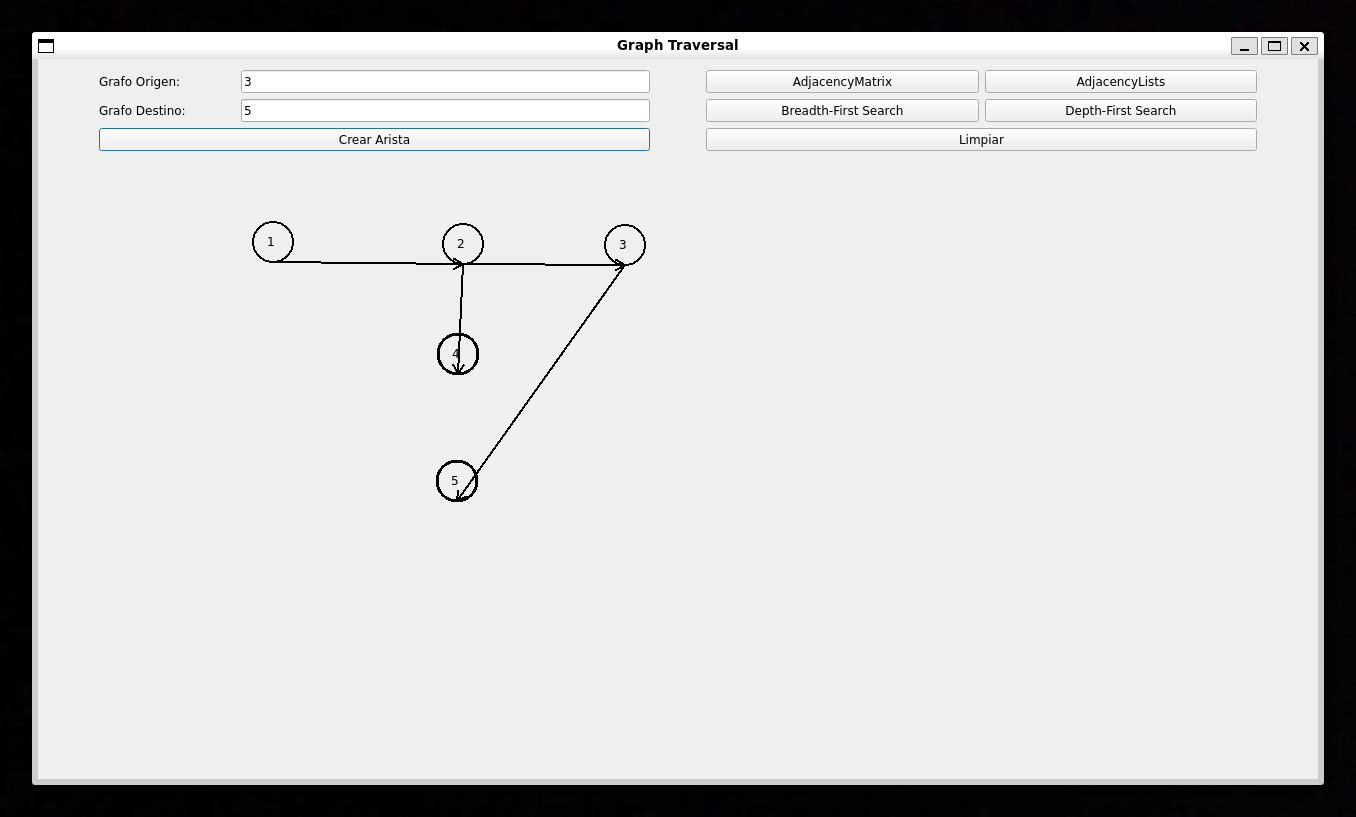 Graph Traversal
Grafo Origen: 3 AdjacencyMatrix AdjacencyLists
Grafo Destino: 5 Breadth-First Search Depth-First Search
Crear Arista Limpiar
1 2 3
4
5